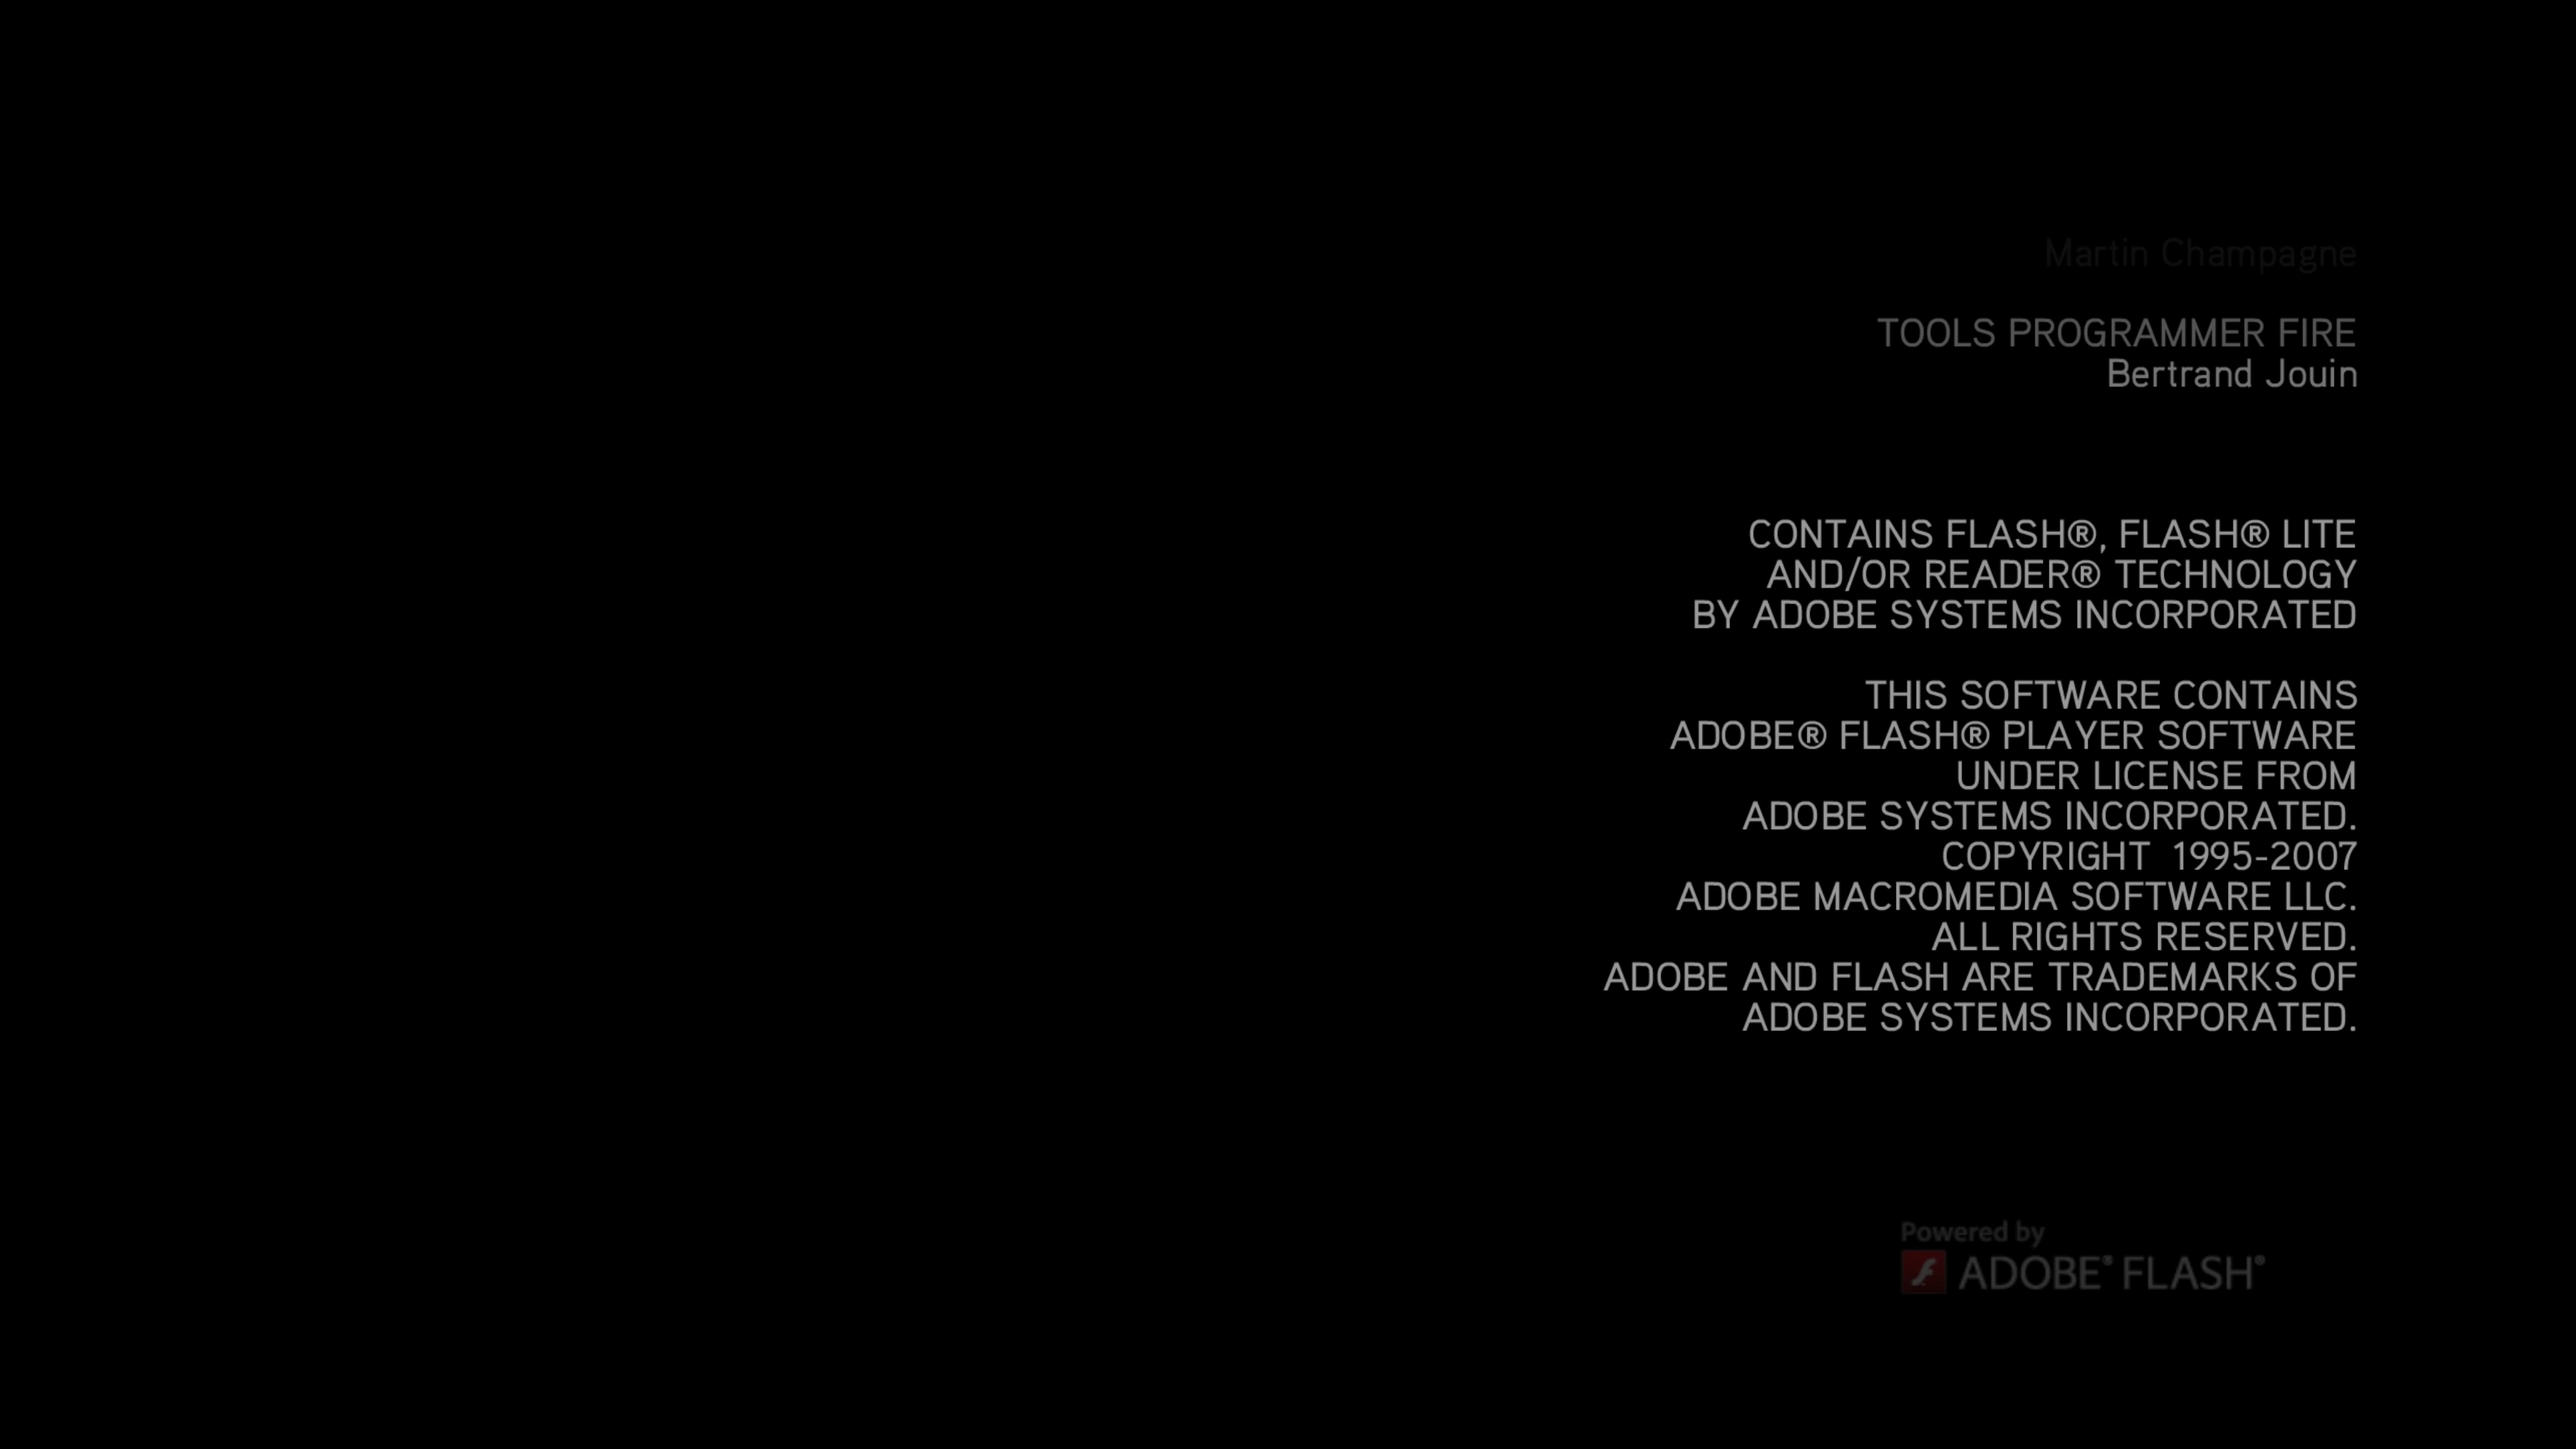 Martin Champagne
TOOLS PROGRAMMER FIRE
Bertrand Jouin
CONTAINS FLASH®, FLASH® LITE
AND/OR READER® TECHNOLOGY
BY ADOBE SYSTEMS INCORPORATED
THIS SOFTWARE CONTAINS
ADOBE® FLASH® PLAYER SOFTWARE
UNDER LICENSE FROM
ADOBE SYSTEMS INCORPORATED.
COPYRIGHT 1995-2007
ADOBE MACROMEDIA SOFTWARE LLC.
ALL RIGHTS RESERVED.
ADOBE AND FLASH ARE TRADEMARKS OF
ADOBE SYSTEMS INCORPORATED.
Powered by
ADOBE® FLASH®